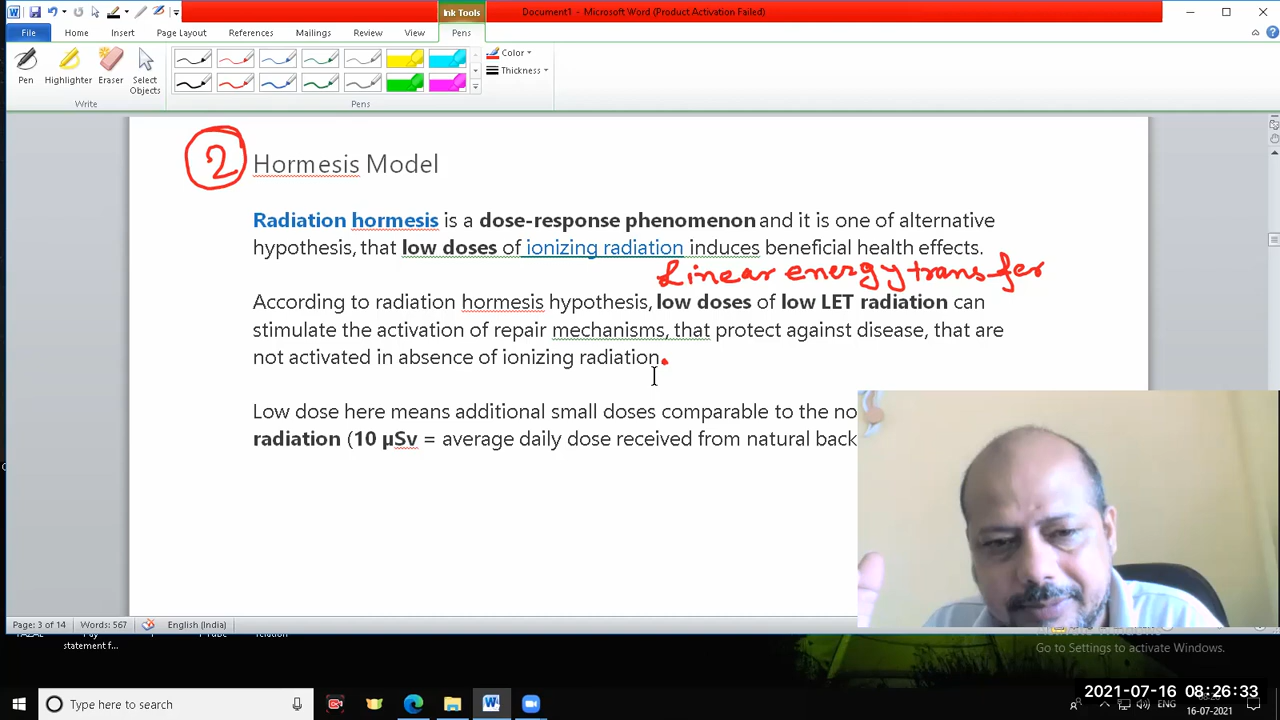 Ink Tools
Document1 - Microsoft Word (Product Activation Failed)
File Home Insert Page Layout References Mailings Review View Pens
Pen Highlighter Eraser Select Objects
Color
Thickness
Write
Pens
2 Hormesis Model
Radiation hormesis is a dose-response phenomenon and it is one of alternative
hypothesis, that low doses of ionizing radiation induces beneficial health effects.
Linear energy transfer
According to radiation hormesis hypothesis, low doses of low LET radiation can
stimulate the activation of repair mechanisms, that protect against disease, that are
not activated in absence of ionizing radiation.
Low dose here means additional small doses comparable to the no
radiation (10 µSv = average daily dose received from natural back
Page: 3 of 14 Words: 567 English (India)
statement f...
Go to Settings to activate Windows.
Type here to search
2021-07-16 08:26:33
ENG
16-07-2021